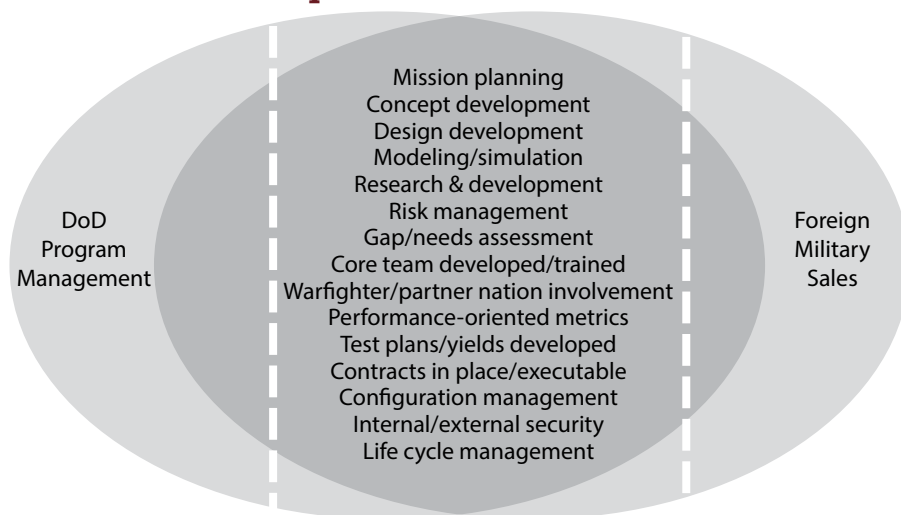 DoD
Program
Management
Mission planning
Concept development
Design development
Modeling/simulation
Research & development
Risk management
Gap/needs assessment
Core team developed/trained
Warfighter/partner nation involvement
Performance-oriented metrics
Test plans/yields developed
Contracts in place/executable
Configuration management
Internal/external security
Life cycle management
Foreign
Military
Sales